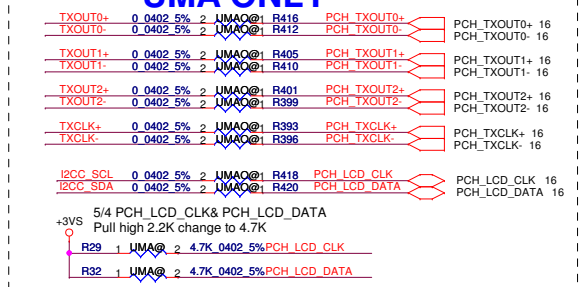 UMA ONLY
TXOUT0+ 0_0402_5% 2 UMAO@ 1 R416 PCH_TXOUT0+ PCH_TXOUT0+ 16
TXOUT0- 0_0402_5% 2 UMAO@ 1 R412 PCH_TXOUT0- PCH_TXOUT0- 16
TXOUT1+ 0_0402_5% 2 UMAO@ 1 R405 PCH_TXOUT1+ PCH_TXOUT1+ 16
TXOUT1- 0_0402_5% 2 UMAO@ 1 R410 PCH_TXOUT1- PCH_TXOUT1- 16
TXOUT2+ 0_0402_5% 2 UMAO@ 1 R401 PCH_TXOUT2+ PCH_TXOUT2+ 16
TXOUT2- 0_0402_5% 2 UMAO@ 1 R399 PCH_TXOUT2- PCH_TXOUT2- 16
TXCLK+ 0_0402_5% 2 UMAO@ 1 R393 PCH_TXCLK+ PCH_TXCLK+ 16
TXCLK- 0_0402_5% 2 UMAO@ 1 R396 PCH_TXCLK- PCH_TXCLK- 16
I2CC_SCL 0_0402_5% 2 UMAO@ 1 R418 PCH_LCD_CLK PCH_LCD_CLK 16
I2CC_SDA 0_0402_5% 2 UMAO@ 1 R420 PCH_LCD_DATA PCH_LCD_DATA 16
5/4 PCH_LCD_CLK& PCH_LCD_DATA
+3VS Pull high 2.2K change to 4.7K
R29 1 UMA@ 2 4.7K_0402_5% PCH_LCD_CLK
R32 1 UMA@ 2 4.7K_0402_5% PCH_LCD_DATA